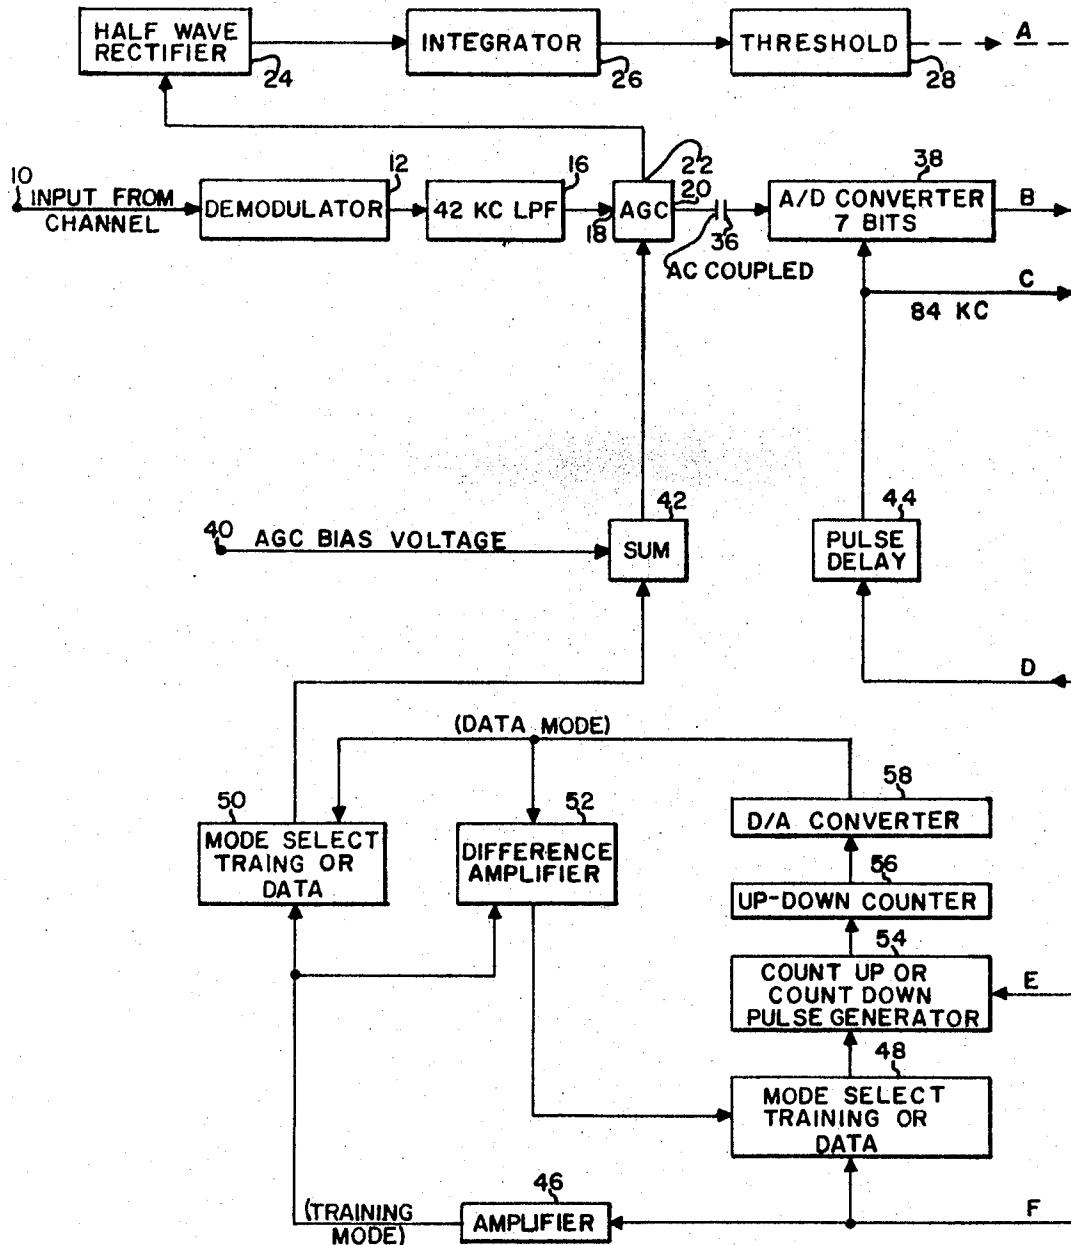 HALF WAVE
RECTIFIER
24
INTEGRATOR
26
THRESHOLD
28
A
10
INPUT FROM
CHANNEL
12
DEMODULATOR
16
42 KC LPF
18
AGC
22
20
36
AC COUPLED
38
A/D CONVERTER
7 BITS
B
C
84 KC
40
AGC BIAS VOLTAGE
42
SUM
44
PULSE
DELAY
D
(DATA MODE)
50
MODE SELECT
TRAING OR
DATA
52
DIFFERENCE
AMPLIFIER
58
D/A CONVERTER
56
UP-DOWN COUNTER
54
COUNT UP OR
COUNT DOWN
PULSE GENERATOR
E
48
MODE SELECT
TRAINING OR
DATA
(TRAINING
MODE)
46
AMPLIFIER
F